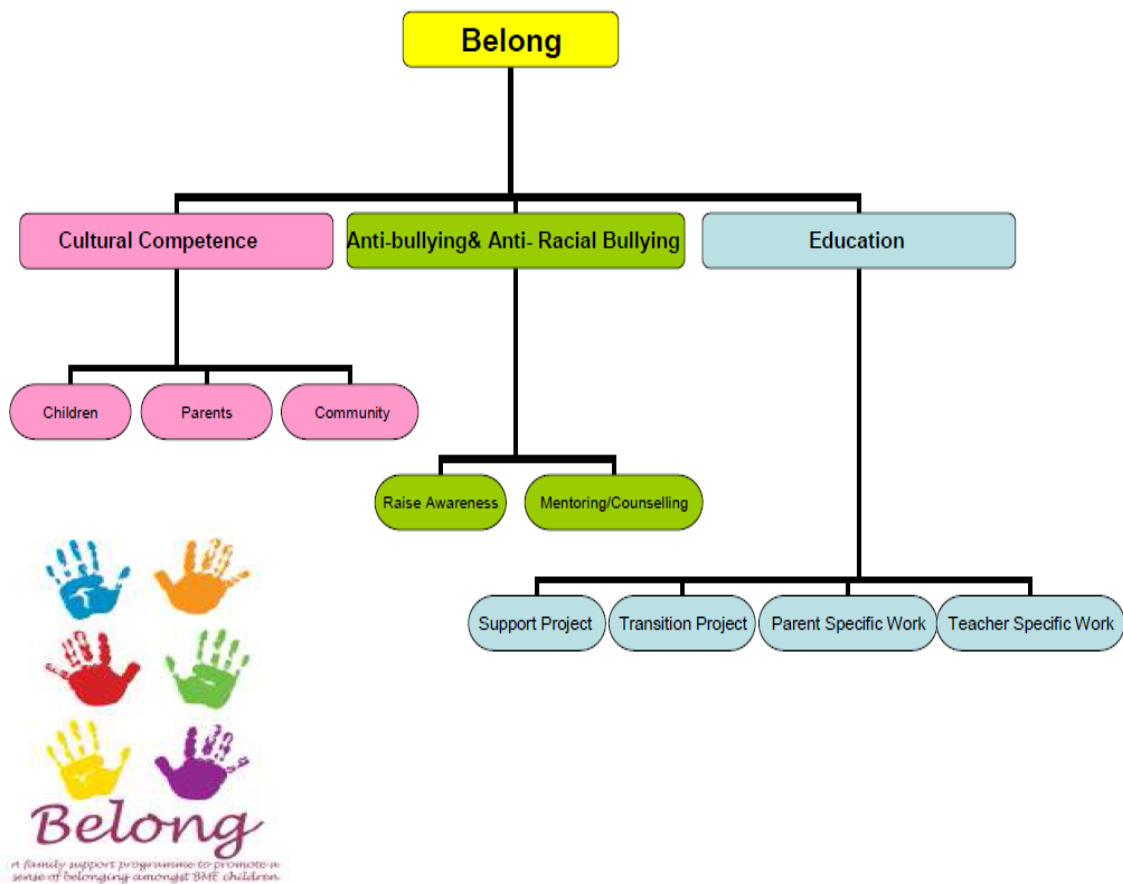 Belong
Cultural Competence
Anti-bullying& Anti- Racial Bullying
Education
Children
Parents
Community
Raise Awareness
Mentoring/Counselling
Support Project
Transition Project
Parent Specific Work
Teacher Specific Work
Belong
A family support programme to promote a
sense of belonging amongst BME children